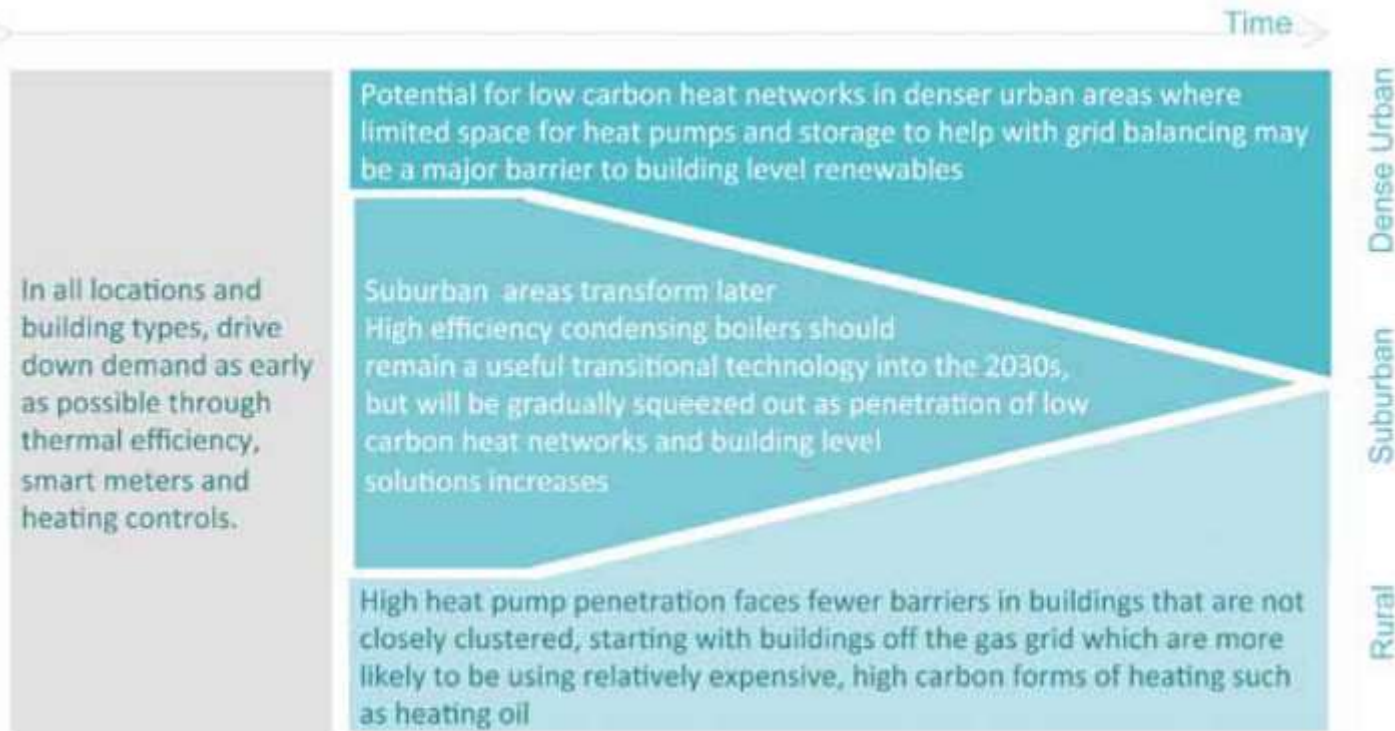 Time
In all locations and
building types, drive
down demand as early
as possible through
thermal efficiency,
smart meters and
heating controls.
Potential for low carbon heat networks in denser urban areas where
limited space for heat pumps and storage to help with grid balancing may
be a major barrier to building level renewables
Suburban areas transform later
High efficiency condensing boilers should
remain a useful transitional technology into the 2030s,
but will be gradually squeezed out as penetration of low
carbon heat networks and building level
solutions increases
High heat pump penetration faces fewer barriers in buildings that are not
closely clustered, starting with buildings off the gas grid which are more
likely to be using relatively expensive, high carbon forms of heating such
as heating oil
Dense Urban
Suburban
Rural